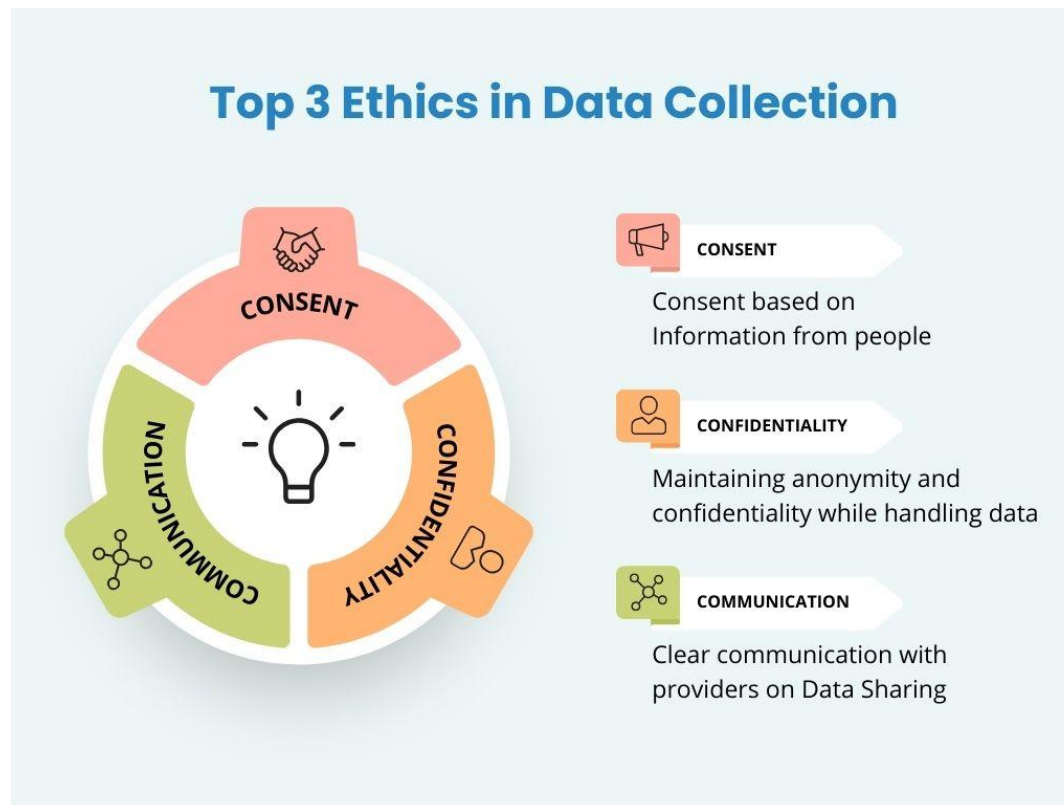 Top 3 Ethics in Data Collection
CONSENT
CONFIDENTIALITY
COMMUNICATION
CONSENT
Consent based on
Information from people
CONFIDENTIALITY
Maintaining anonymity and
confidentiality while handling data
COMMUNICATION
Clear communication with
providers on Data Sharing